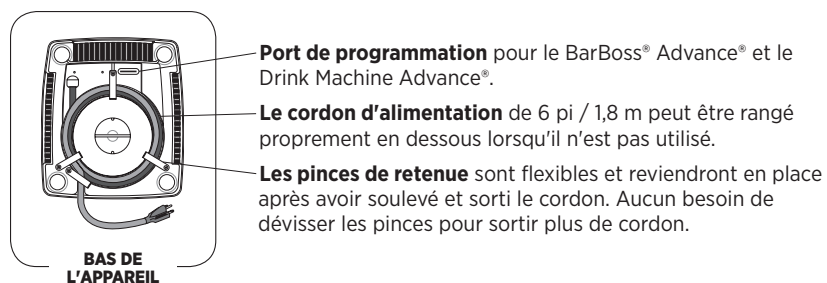 Port de programmation pour le BarBoss® Advance® et le
Drink Machine Advance®.
Le cordon d'alimentation de 6 pi / 1,8 m peut être rangé
proprement en dessous lorsqu'il n'est pas utilisé.
Les pinces de retenue sont flexibles et reviendront en place
après avoir soulevé et sorti le cordon. Aucun besoin de
dévisser les pinces pour sortir plus de cordon.
BAS DE
L'APPAREIL